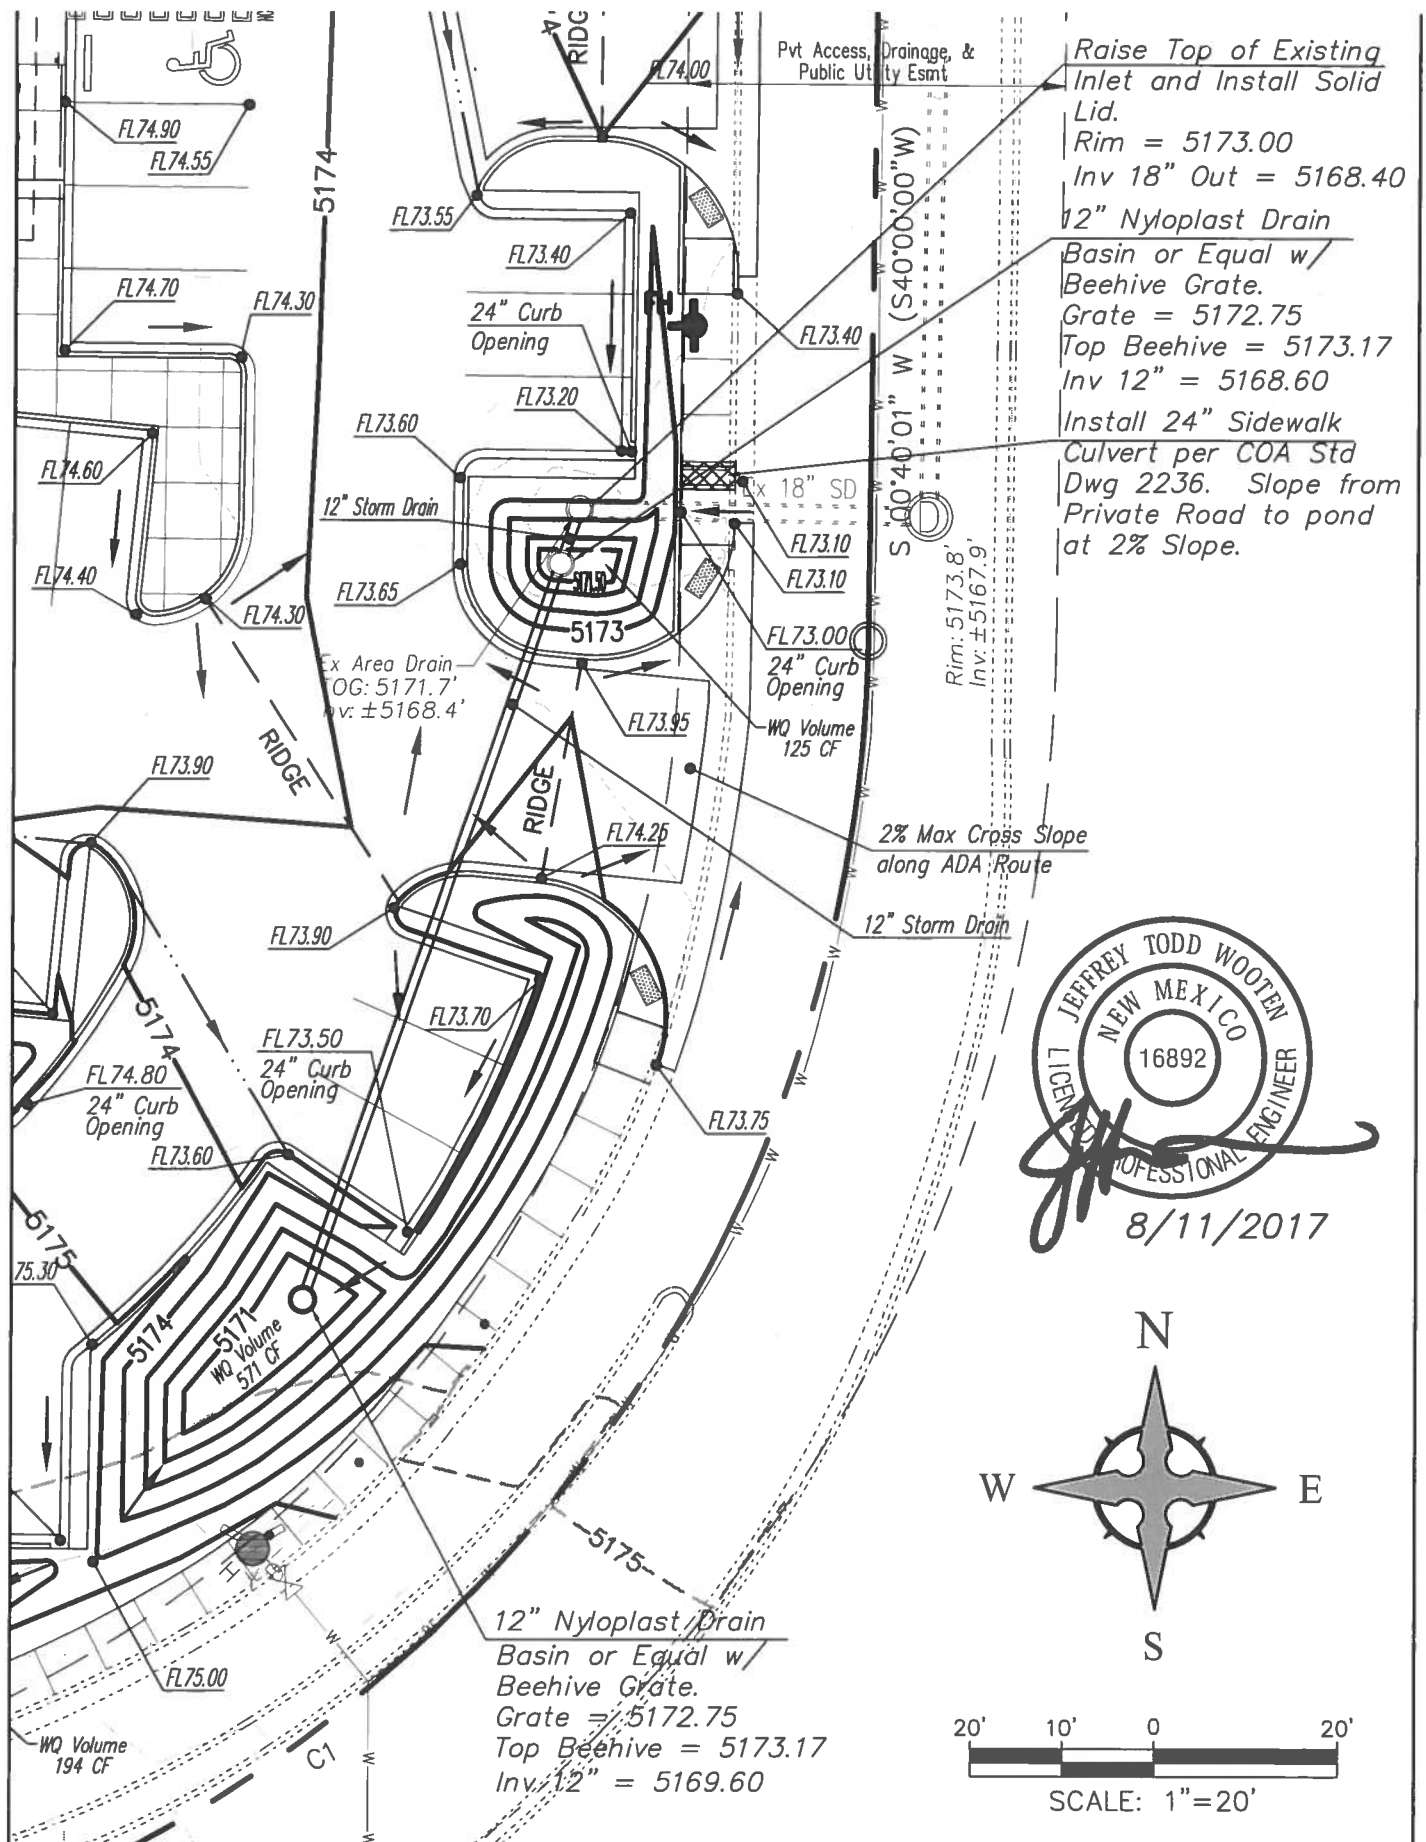 RIDG
FL74.00
Pvt Access, Drainage, &
Public Utility Esmt
Raise Top of Existing
Inlet and Install Solid
Lid.
Rim = 5173.00
Inv 18" Out = 5168.40
12" Nyloplast Drain
Basin or Equal w/
Beehive Grate.
Grate = 5172.75
Top Beehive = 5173.17
Inv 12" = 5168.60
Install 24" Sidewalk
Culvert per COA Std
Dwg 2236. Slope from
Private Road to pond
at 2% Slope.
FL74.90
FL74.55
5174
FL73.55
FL73.40
FL74.70
FL74.30
24" Curb
Opening
FL73.40
S 00°40'01" W (S40°00'00"W)
FL73.20
FL73.60
FL74.60
12" Storm Drain
Ex 18" SD
FL73.10
FL73.10
FL74.40
FL74.30
FL73.65
5171.50
5173
FL73.00
24" Curb
Opening
Rim: 5173.8'
Inv: ±5167.9'
Ex Area Drain
TOG: 5171.7'
Inv: ±5168.4'
FL73.95
WQ Volume
125 CF
RIDGE
FL73.90
RIDGE
FL74.25
2% Max Cross Slope
along ADA Route
FL73.90
12" Storm Drain
5174
FL73.70
FL73.50
24" Curb
Opening
FL74.80
24" Curb
Opening
FL73.60
FL73.75
JEFFREY TODD WOOTEN
NEW MEXICO
16892
LICENSED PROFESSIONAL ENGINEER
8/11/2017
5175
75.30
5174
5171
WQ Volume
571 CF
N
W
E
S
5175
12" Nyloplast Drain
Basin or Equal w/
Beehive Grate.
Grate = 5172.75
Top Beehive = 5173.17
Inv 12" = 5169.60
FL75.00
WQ Volume
194 CF
C1
20' 10' 0 20'
SCALE: 1"=20'